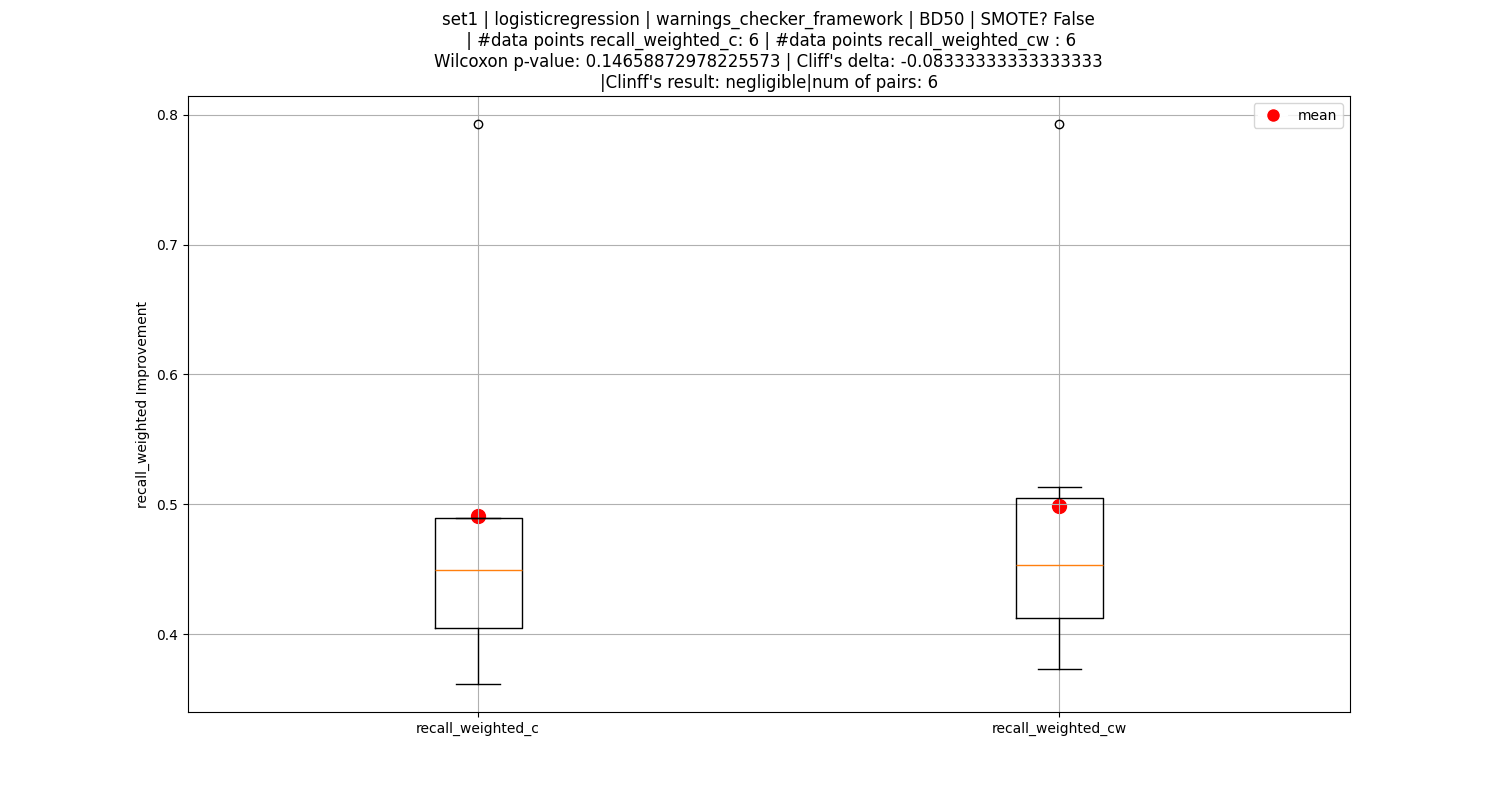 set1 | logisticregression | warnings_checker_framework | BD50 | SMOTE? False
| #data points recall_weighted_c: 6 | #data points recall_weighted_cw : 6
Wilcoxon p-value: 0.14658872978225573 | Cliff's delta: -0.08333333333333333
|Clinff's result: negligible|num of pairs: 6
mean
recall_weighted Improvement
0.8
0.7
0.6
0.5
0.4
recall_weighted_c
recall_weighted_cw